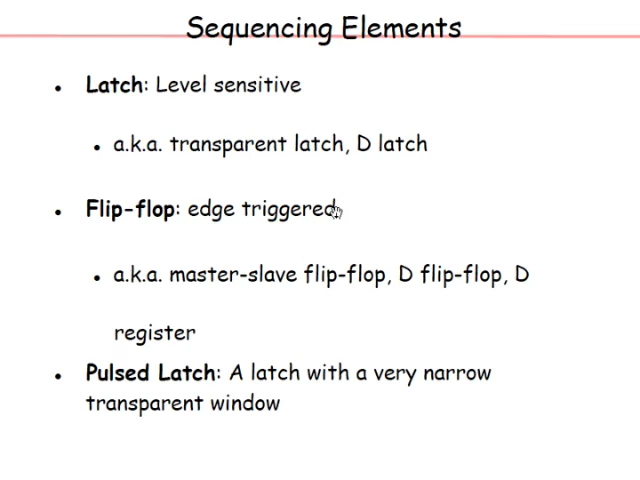 Sequencing Elements
• Latch: Level sensitive
• a.k.a. transparent latch, D latch
• Flip-flop: edge triggered
• a.k.a. master-slave flip-flop, D flip-flop, D
register
• Pulsed Latch: A latch with a very narrow
transparent window